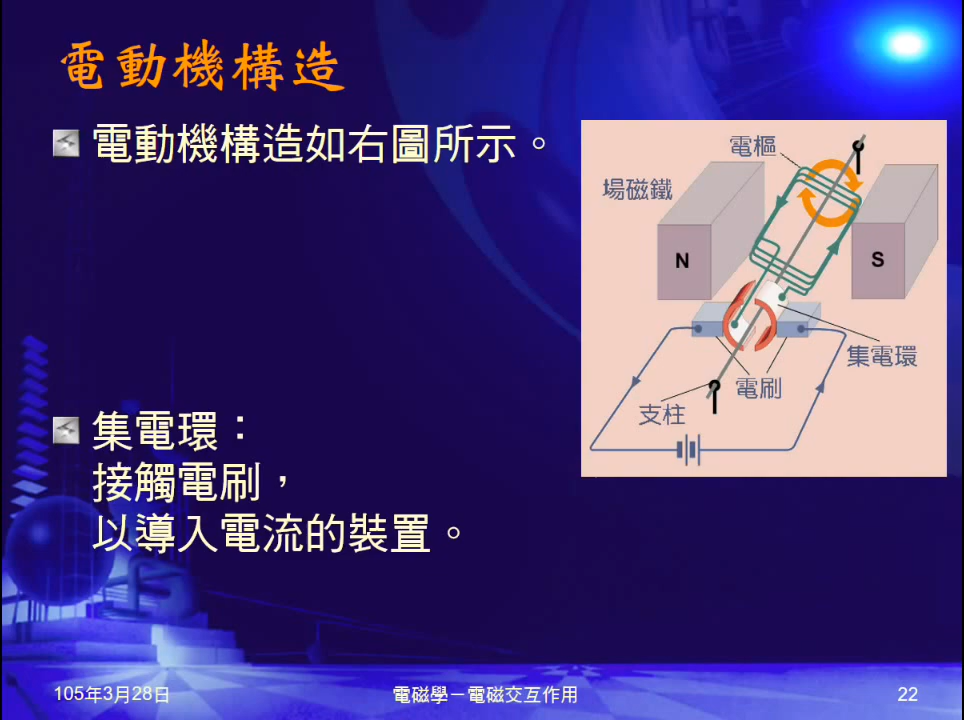 電動機構造
電動機構造如右圖所示。
電樞
場磁鐵
N
S
集電環
電刷
支柱
集電環：
接觸電刷，
以導入電流的裝置。
105年3月28日
電磁學－電磁交互作用
22